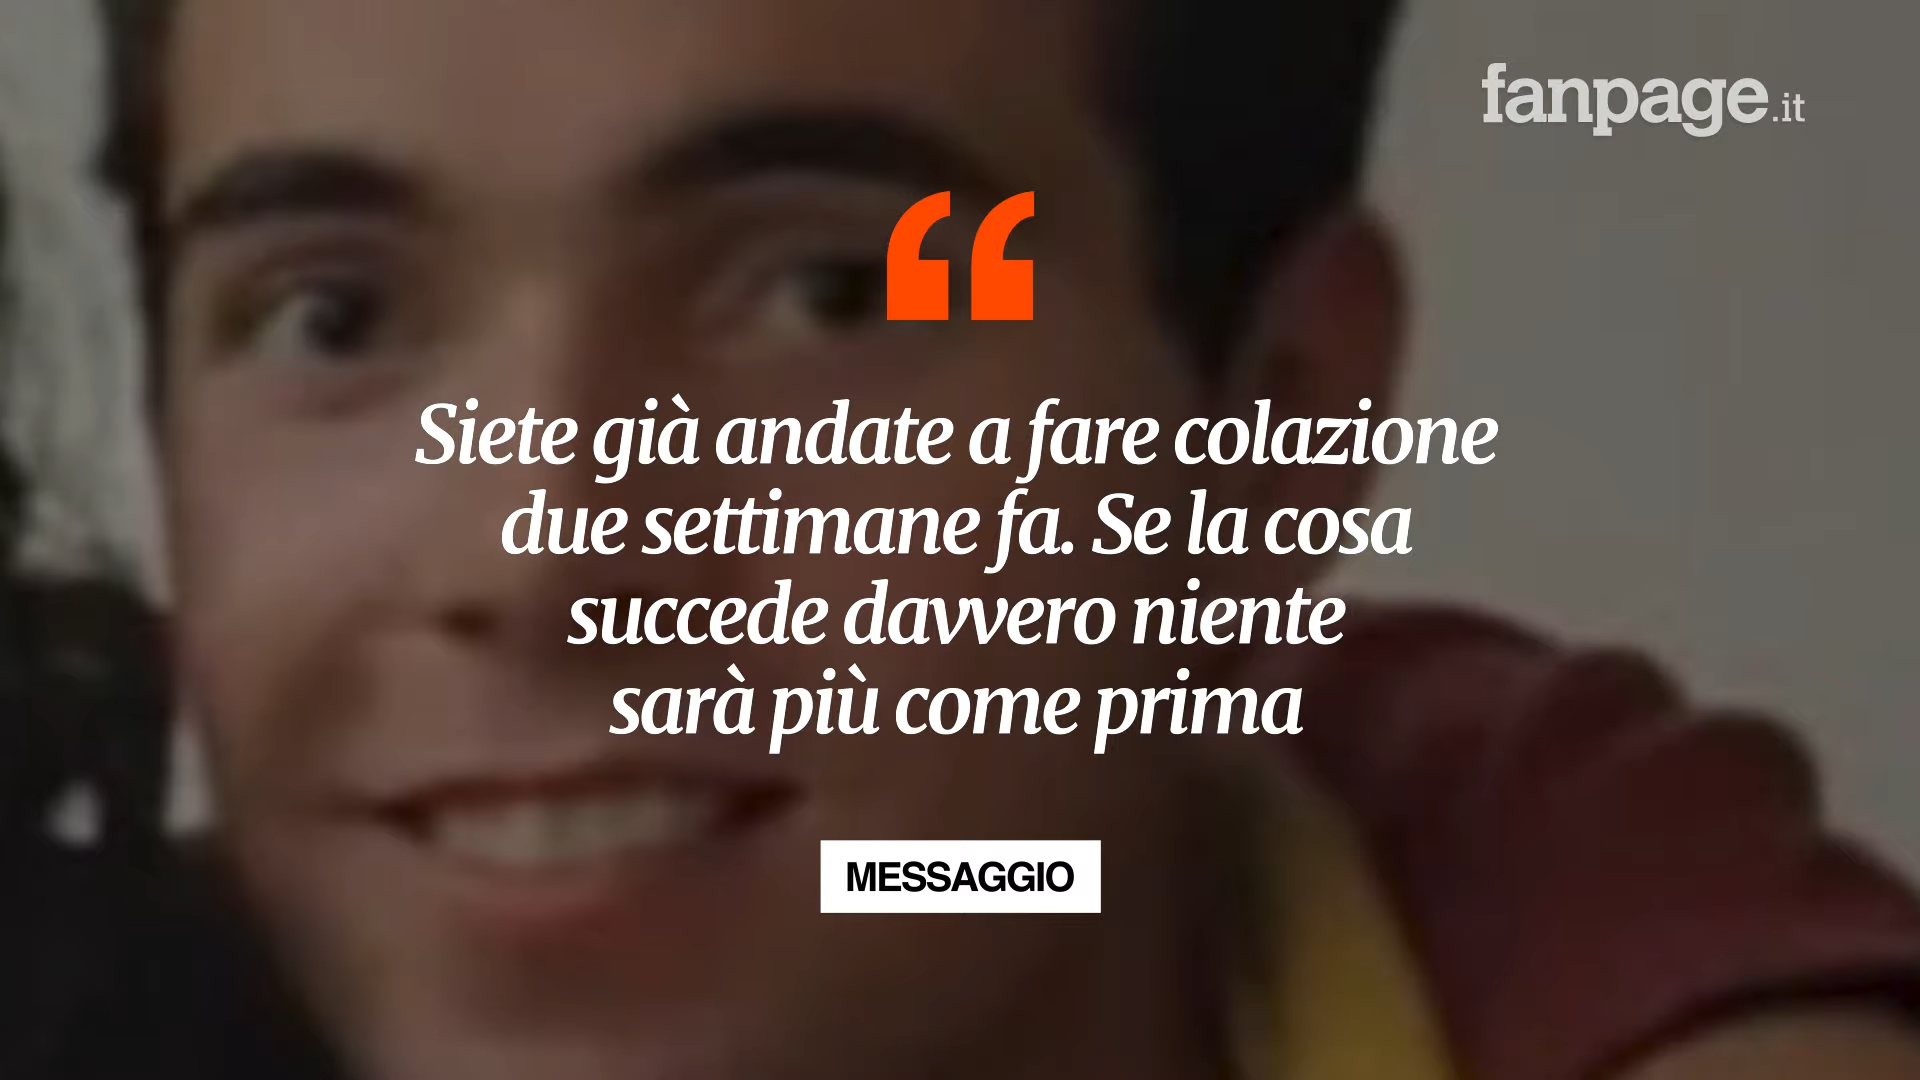 fanpage.it
“
Siete già andate a fare colazione
due settimane fa. Se la cosa
succede davvero niente
sarà più come prima
MESSAGGIO